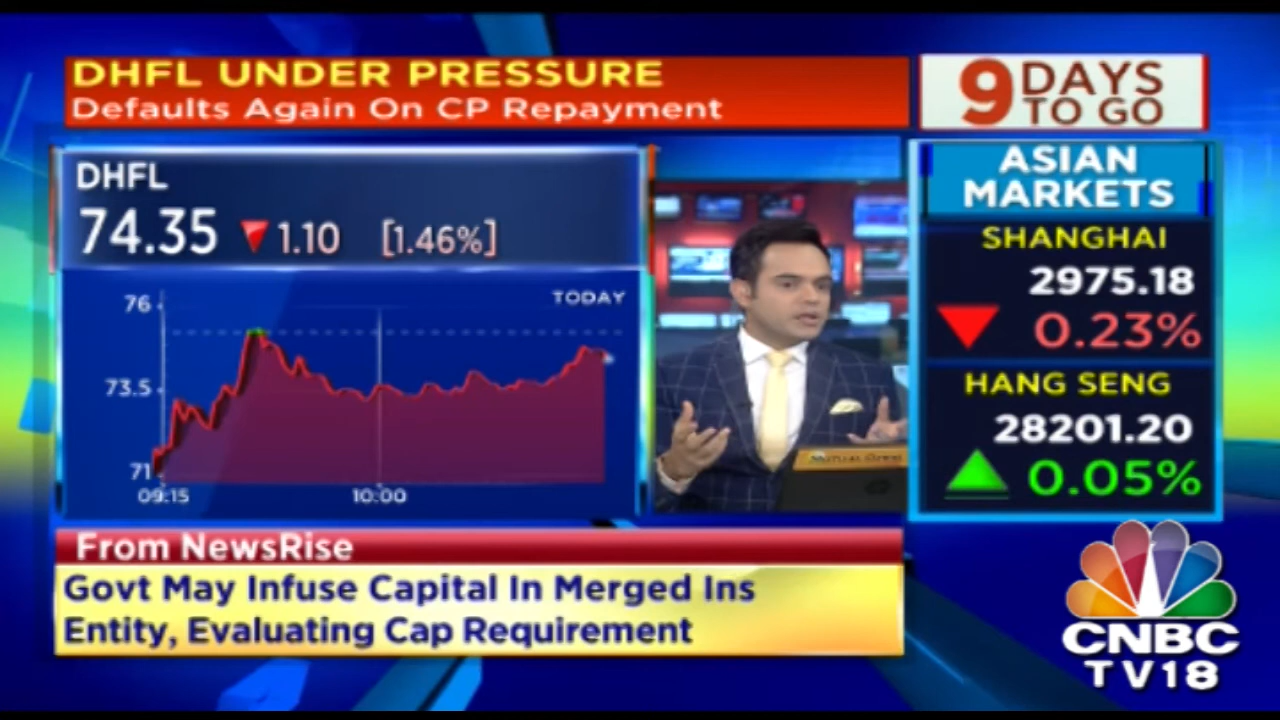 DHFL UNDER PRESSURE
Defaults Again On CP Repayment
9 DAYS
TO GO
DHFL
74.35 ▼ 1.10 [1.46%]
TODAY
76
73.5
71
09:15 10:00
ASIAN
MARKETS
SHANGHAI
2975.18
▼ 0.23%
HANG SENG
28201.20
▲ 0.05%
From NewsRise
Govt May Infuse Capital In Merged Ins
Entity, Evaluating Cap Requirement
CNBC
TV18